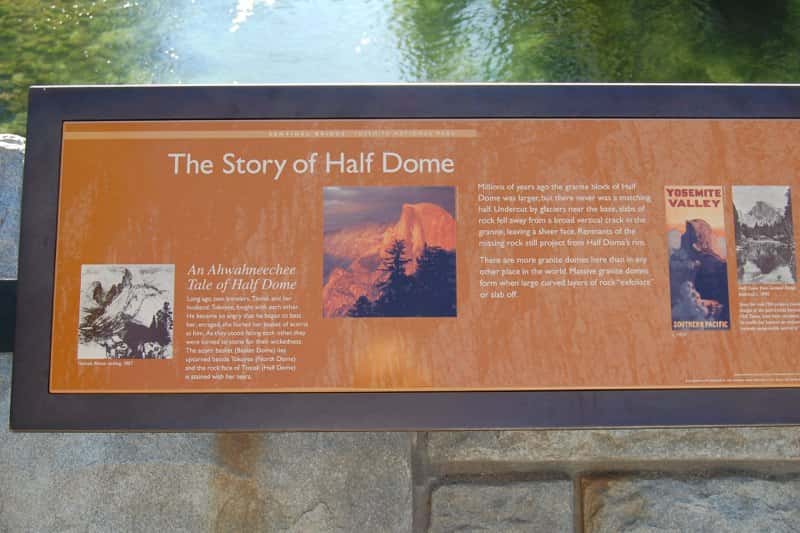 SENTINEL BRIDGE YOSEMITE NATIONAL PARK
The Story of Half Dome
An Ahwahneechee
Tale of Half Dome
Long ago, two travelers, Tissiak and her
husband Tokoyee, fought with each other.
He became so angry that he began to beat
her; enraged, she hurled her basket of acorns
at him. As they stood facing each other, they
were turned to stone for their wickedness.
The acorn basket (Basket Dome) lies
upturned beside Tokoyee (North Dome)
and the rock face of Tissiak (Half Dome)
is stained with her tears.
Millions of years ago the granite block of Half
Dome was larger, but there never was a matching
half. Undercut by glaciers near the base, slabs of
rock fell away from a broad vertical crack in the
granite, leaving a sheer face. Remnants of the
missing rock still project from Half Dome's rim.
There are more granite domes here than in any
other place in the world. Massive granite domes
form when large curved layers of rock "exfoliate"
or slab off.
YOSEMITE
VALLEY
SOUTHERN PACIFIC